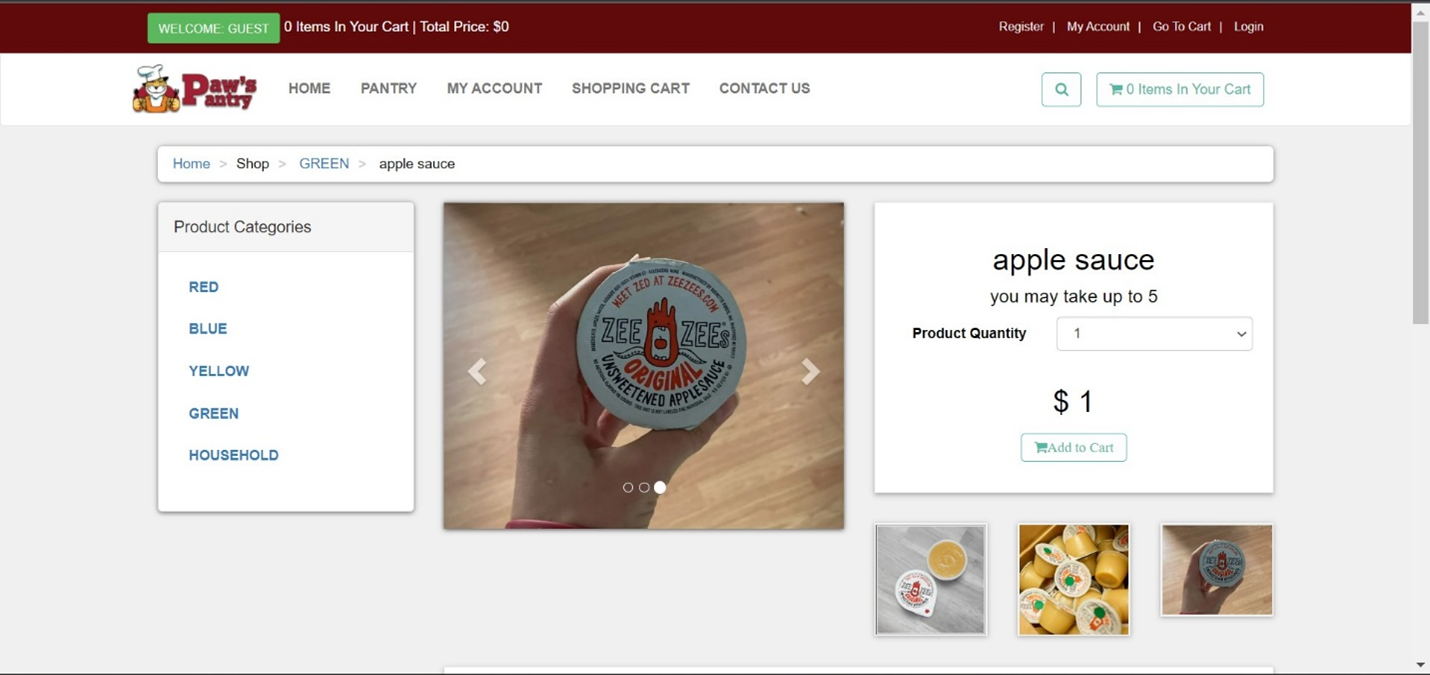 WELCOME: GUEST 0 Items In Your Cart | Total Price: $0
Register | My Account | Go To Cart | Login
Paw's Pantry
HOME PANTRY MY ACCOUNT SHOPPING CART CONTACT US
0 Items In Your Cart
Home > Shop > GREEN > apple sauce
Product Categories
RED
BLUE
YELLOW
GREEN
HOUSEHOLD
MEET ZED AT ZEEZEES.COM
ZEE ZEES
ORIGINAL
UNSWEETENED APPLESAUCE
apple sauce
you may take up to 5
Product Quantity 1
$ 1
Add to Cart